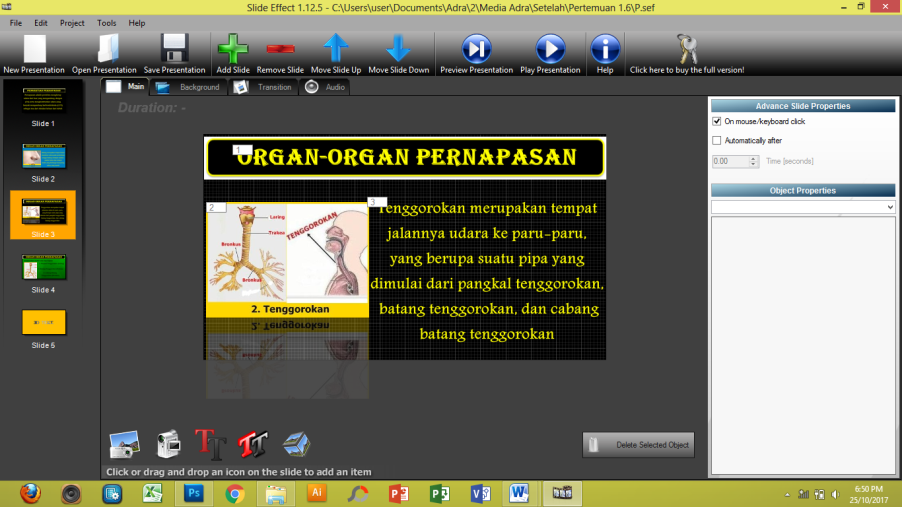 Slide Effect 1.12.5 - C:\Users\user\Documents\Adra\2\Media Adra\Setelah\Pertemuan 1.6\P.sef
File Edit Project Tools Help
New Presentation Open Presentation Save Presentation Add Slide Remove Slide Move Slide Up Move Slide Down Preview Presentation Play Presentation Help Click here to buy the full version!
Main Background Transition Audio
Duration: -
Slide 1
Slide 2
Slide 3
Slide 4
Slide 5
1
ORGAN-ORGAN PERNAPASAN
2
Laring
Trakea
Bronkus
Bronkus
TENGGOROKAN
2. Tenggorokan
3
Tenggorokan merupakan tempat
jalannya udara ke paru-paru,
yang berupa suatu pipa yang
dimulai dari pangkal tenggorokan,
batang tenggorokan, dan cabang
batang tenggorokan
Advance Slide Properties
On mouse/keyboard click
Automatically after
0.00 Time [seconds]
Object Properties
Delete Selected Object
Click or drag and drop an icon on the slide to add an item
6:50 PM
25/10/2017